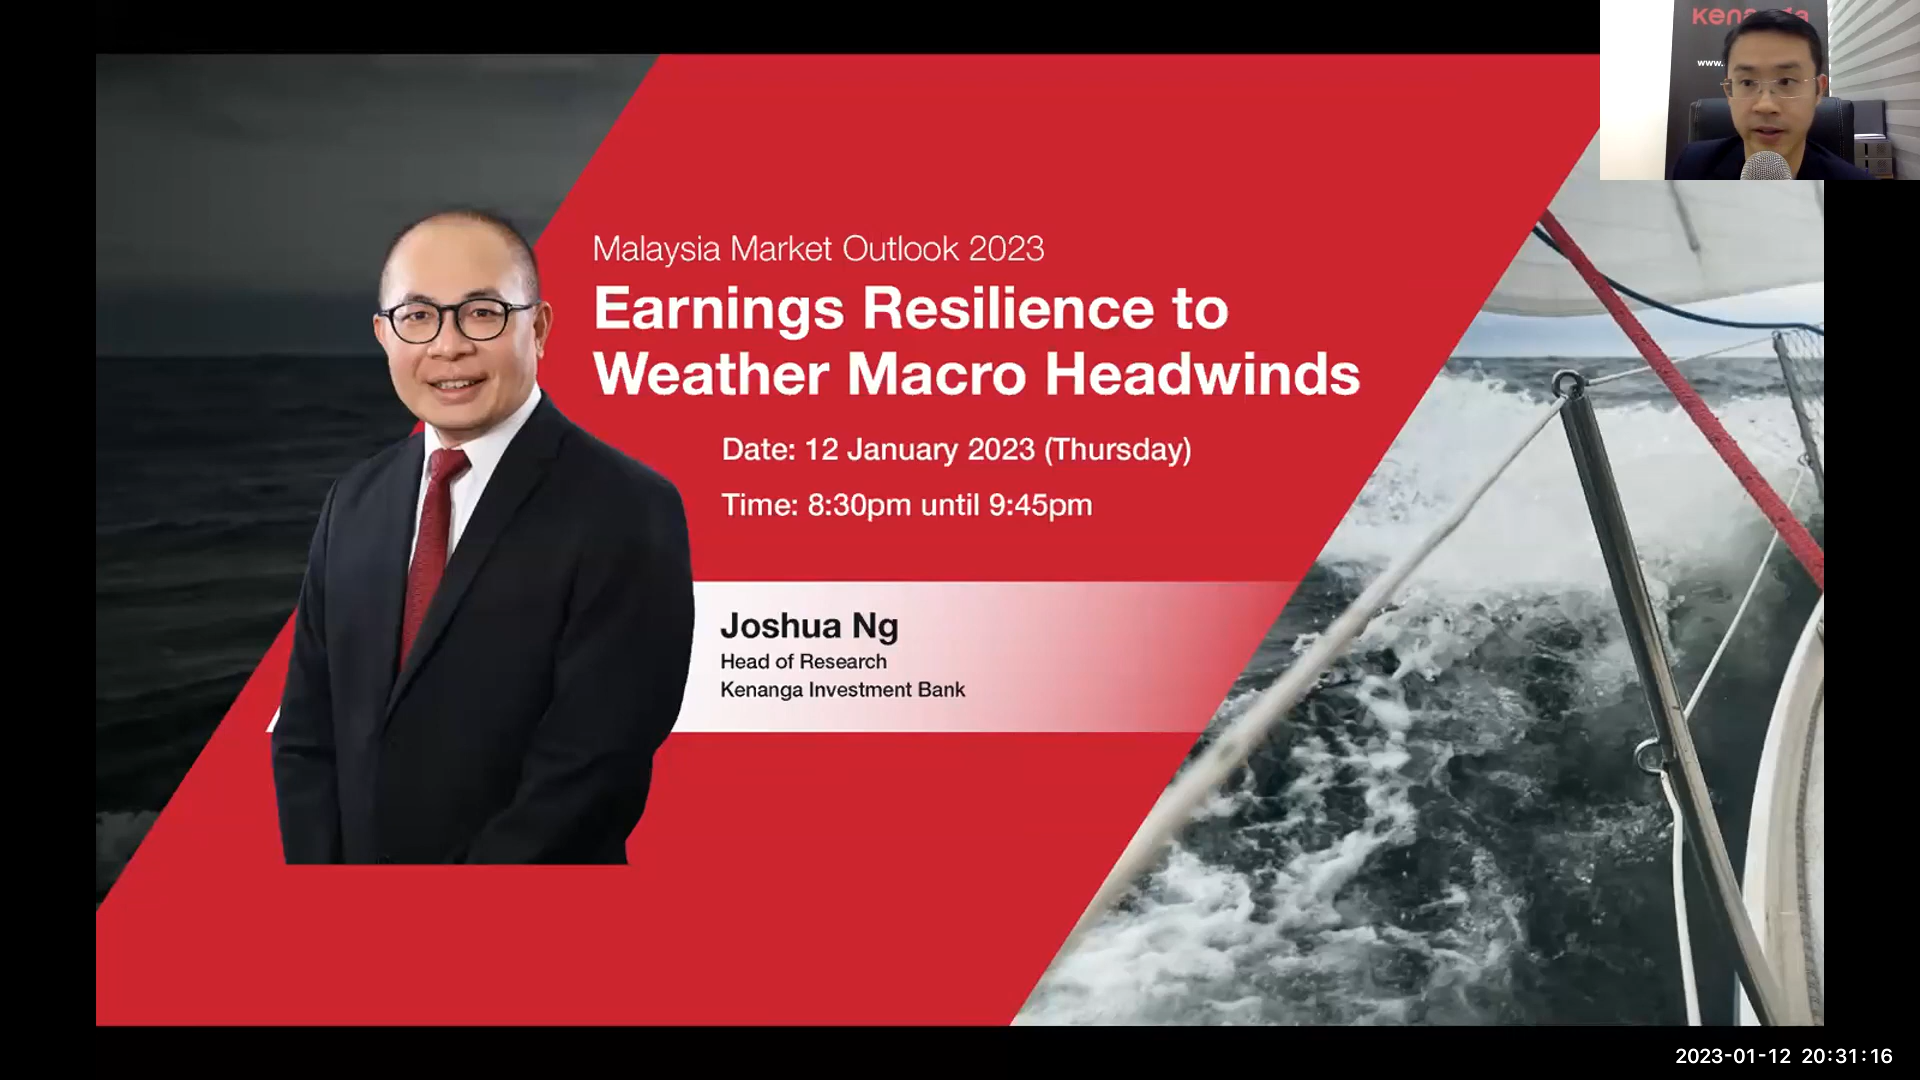 www.
Malaysia Market Outlook 2023
Earnings Resilience to
Weather Macro Headwinds
Date: 12 January 2023 (Thursday)
Time: 8:30pm until 9:45pm
Joshua Ng
Head of Research
Kenanga Investment Bank
2023-01-12 20:31:16